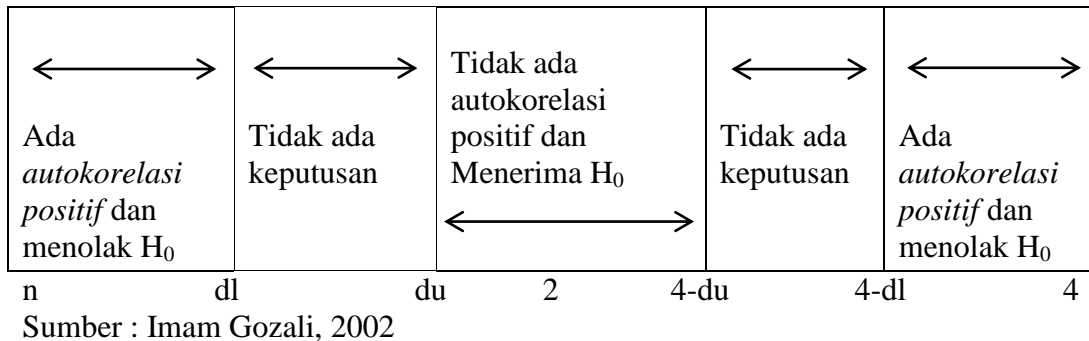 Ada
autokorelasi
positif dan
menolak H₀
Tidak ada
keputusan
Tidak ada
autokorelasi
positif dan
Menerima H₀
Tidak ada
keputusan
Ada
autokorelasi
positif dan
menolak H₀
n dl du 2 4-du 4-dl 4
Sumber : Imam Gozali, 2002